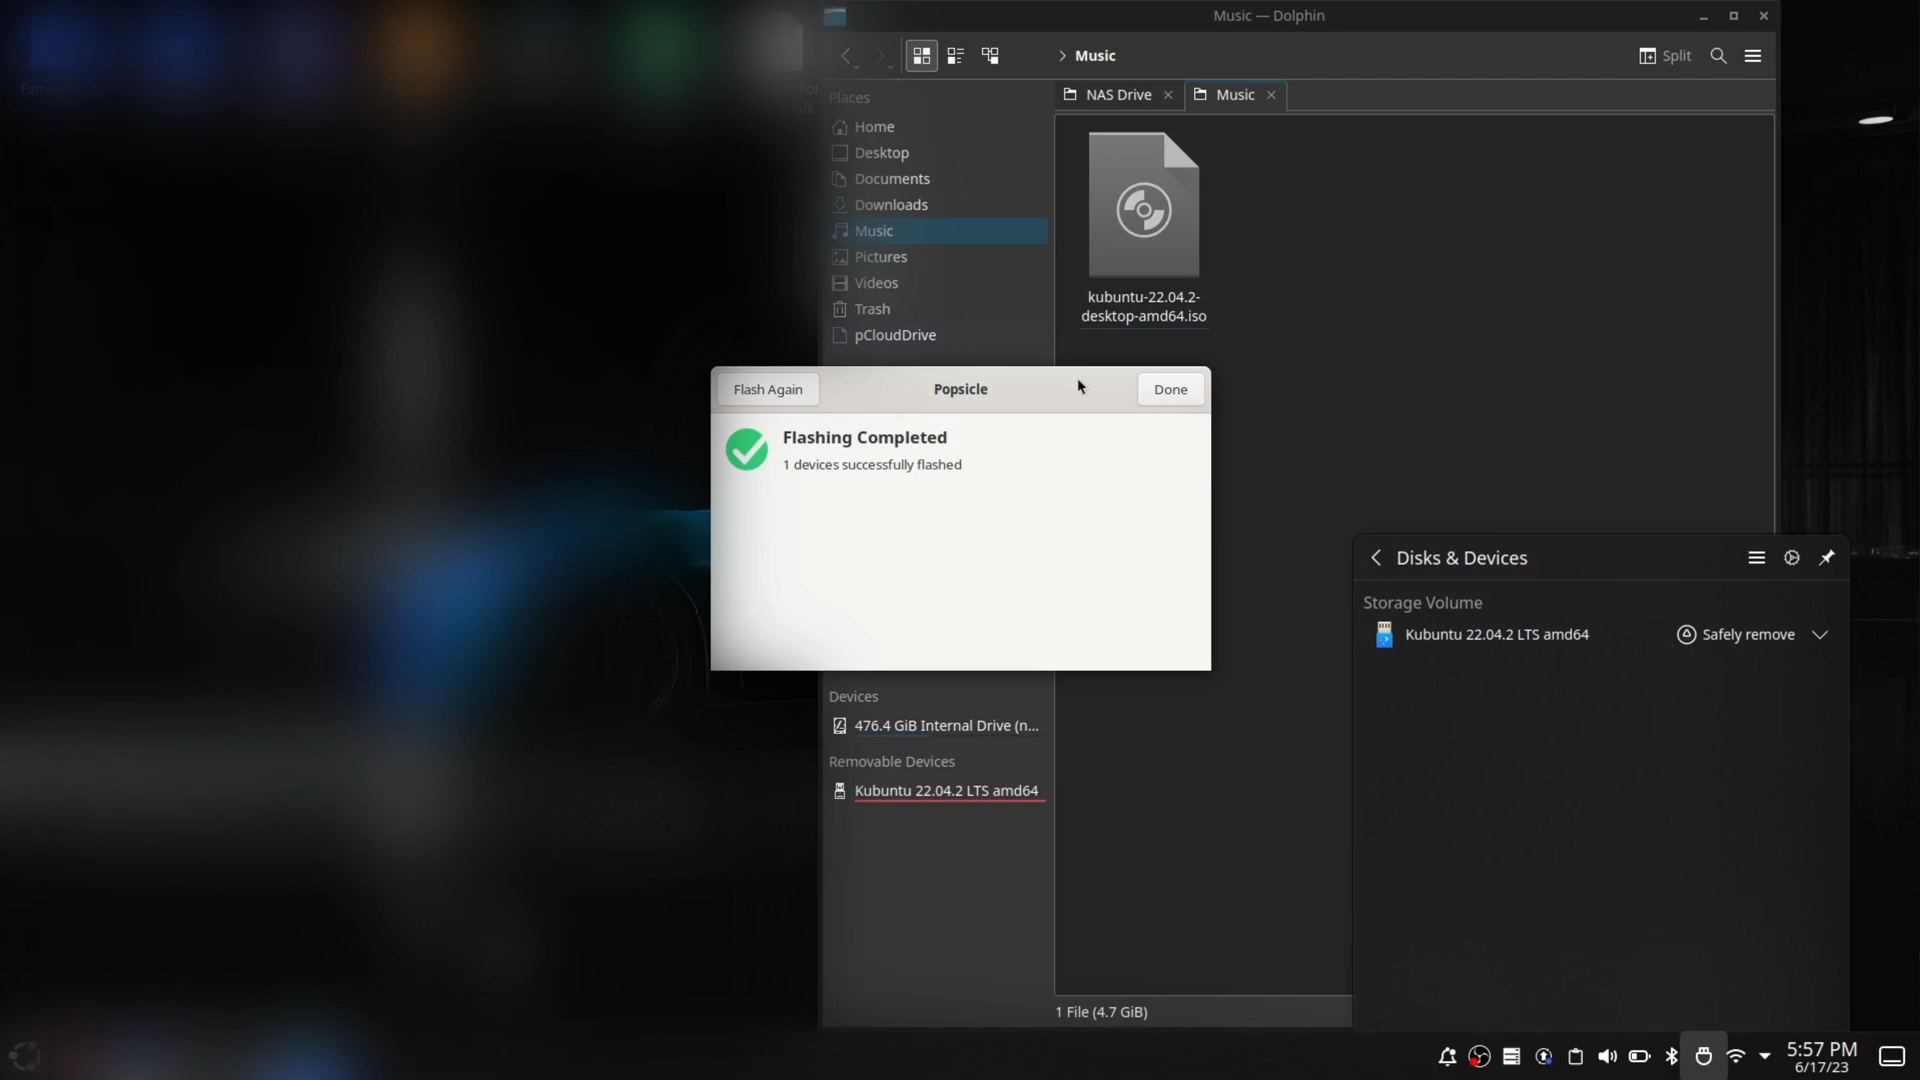 Music — Dolphin
Music
Split
Places
NAS Drive
Music
Home
Desktop
Documents
Downloads
Music
Pictures
Videos
Trash
pCloudDrive
kubuntu-22.04.2-
desktop-amd64.iso
Flash Again
Popsicle
Done
Flashing Completed
1 devices successfully flashed
Devices
476.4 GiB Internal Drive (n...
Removable Devices
Kubuntu 22.04.2 LTS amd64
Disks & Devices
Storage Volume
Kubuntu 22.04.2 LTS amd64
Safely remove
1 File (4.7 GiB)
5:57 PM
6/17/23